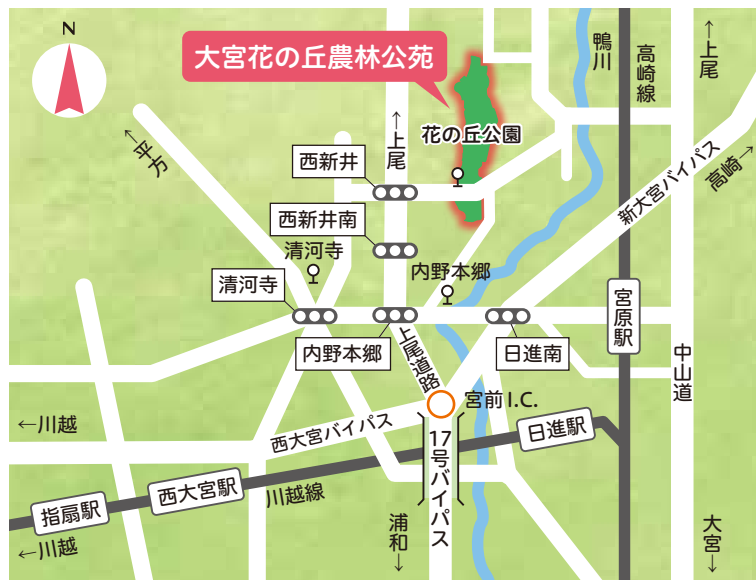 N
大宮花の丘農林公苑
↑上尾
鴨川
高崎線
↑上尾
←平方
花の丘公園
西新井
新大宮バイパス
高崎→
西新井南
清河寺
内野本郷
清河寺
内野本郷
日進南
宮原駅
中山道
上尾道路
宮前I.C.
←川越
西大宮バイパス
17号バイパス
日進駅
西大宮駅
川越線
指扇駅
←川越
浦和↓
大宮↓